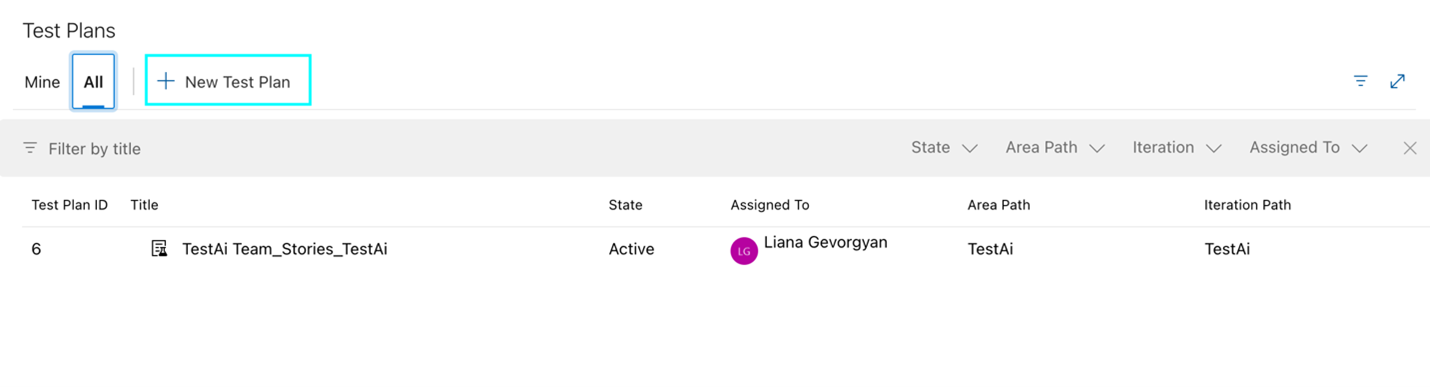 Test Plans
Mine All New Test Plan
Filter by title State Area Path Iteration Assigned To
Test Plan ID Title State Assigned To Area Path Iteration Path
6 TestAi Team_Stories_TestAi Active LG Liana Gevorgyan TestAi TestAi